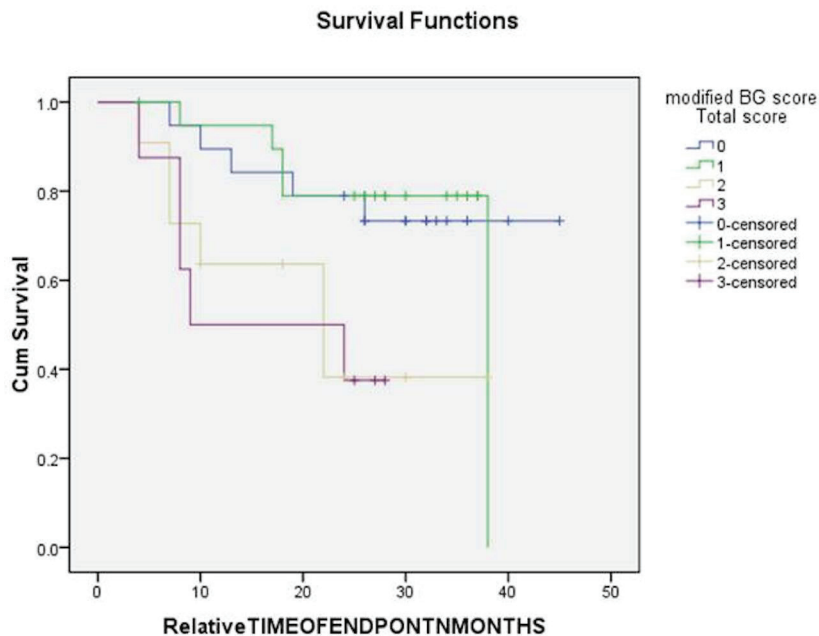 Survival Functions
modified BG score
Total score
0
1
2
3
0-censored
1-censored
2-censored
3-censored
Cum Survival
1.0
0.8
0.6
0.4
0.2
0.0
0 10 20 30 40 50
RelativeTIMEOFENDPONTNMONTHS